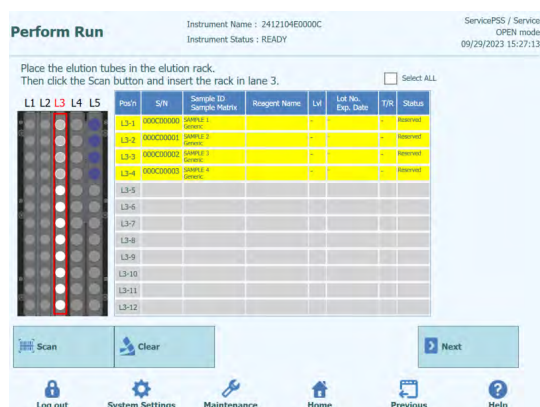 Perform Run
Instrument Name : 2412104E0000C
Instrument Status : READY
ServicePSS / Service
OPEN mode
09/29/2023 15:27:13
Place the elution tubes in the elution rack.
Then click the Scan button and insert the rack in lane 3.
Select ALL
L1 L2 L3 L4 L5
Pos'n S/N Sample ID Sample Matrix Reagent Name Lvl Lot No. Exp. Date T/R Status
L3-1 000CD0000 SAMPLE 1 Generic - - - Reserved
L3-2 000CD0001 SAMPLE 2 Generic - - - Reserved
L3-3 000CD0002 SAMPLE 3 Generic - - - Reserved
L3-4 000CD0003 SAMPLE 4 Generic - - - Reserved
L3-5
L3-6
L3-7
L3-8
L3-9
L3-10
L3-11
L3-12
Scan
Clear
Next
Log out
System Settings
Maintenance
Home
Previous
Help